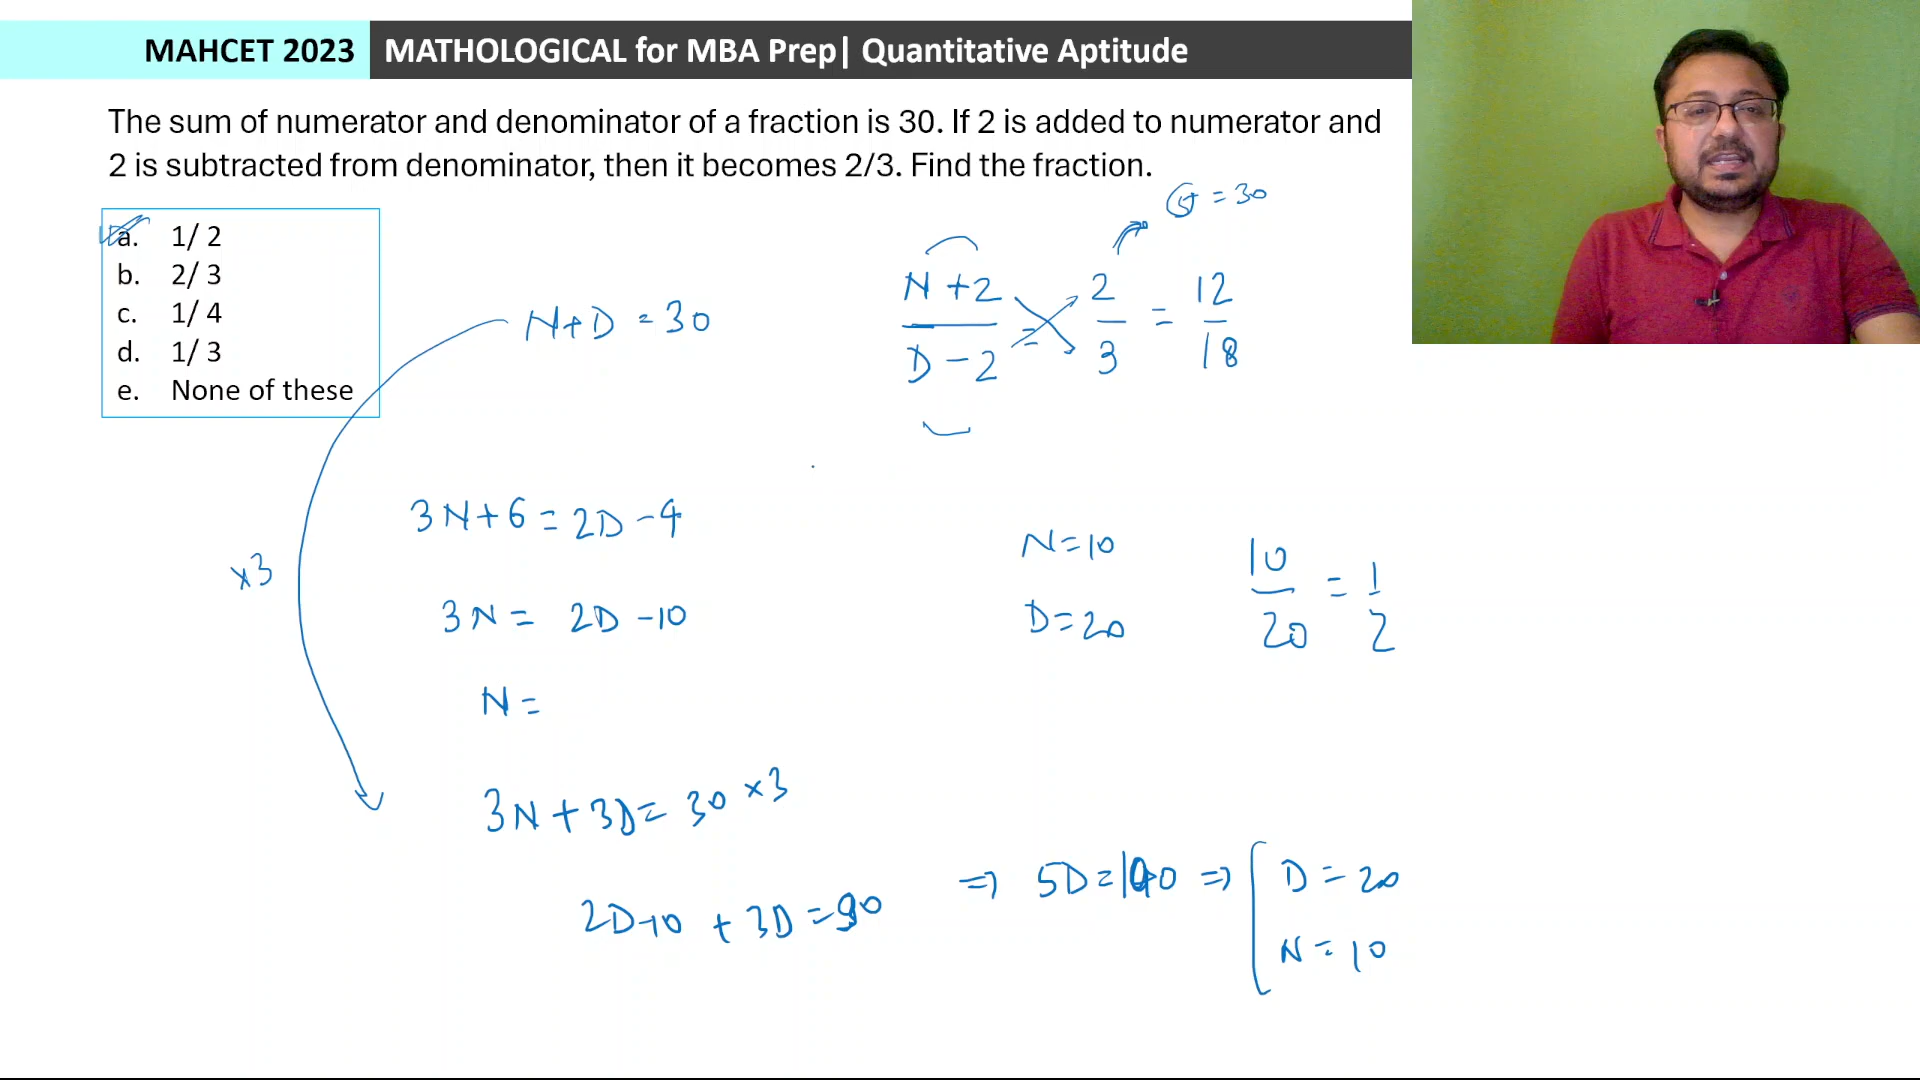 MAHCET 2023 MATHOLOGICAL for MBA Prep| Quantitative Aptitude
The sum of numerator and denominator of a fraction is 30. If 2 is added to numerator and
2 is subtracted from denominator, then it becomes 2/3. Find the fraction.
a. 1/ 2
b. 2/ 3
c. 1/ 4
d. 1/ 3
e. None of these
N+D = 30
= 30
N+2 / D-2 = 2/3 = 12/18
3N+6 = 2D-4
3N = 2D-10
N =
x3
3N+3D = 30 x3
2D-10 + 3D = 90
N=10
D=20
10/20 = 1/2
⇒ 5D=100 ⇒ D=20
N=10